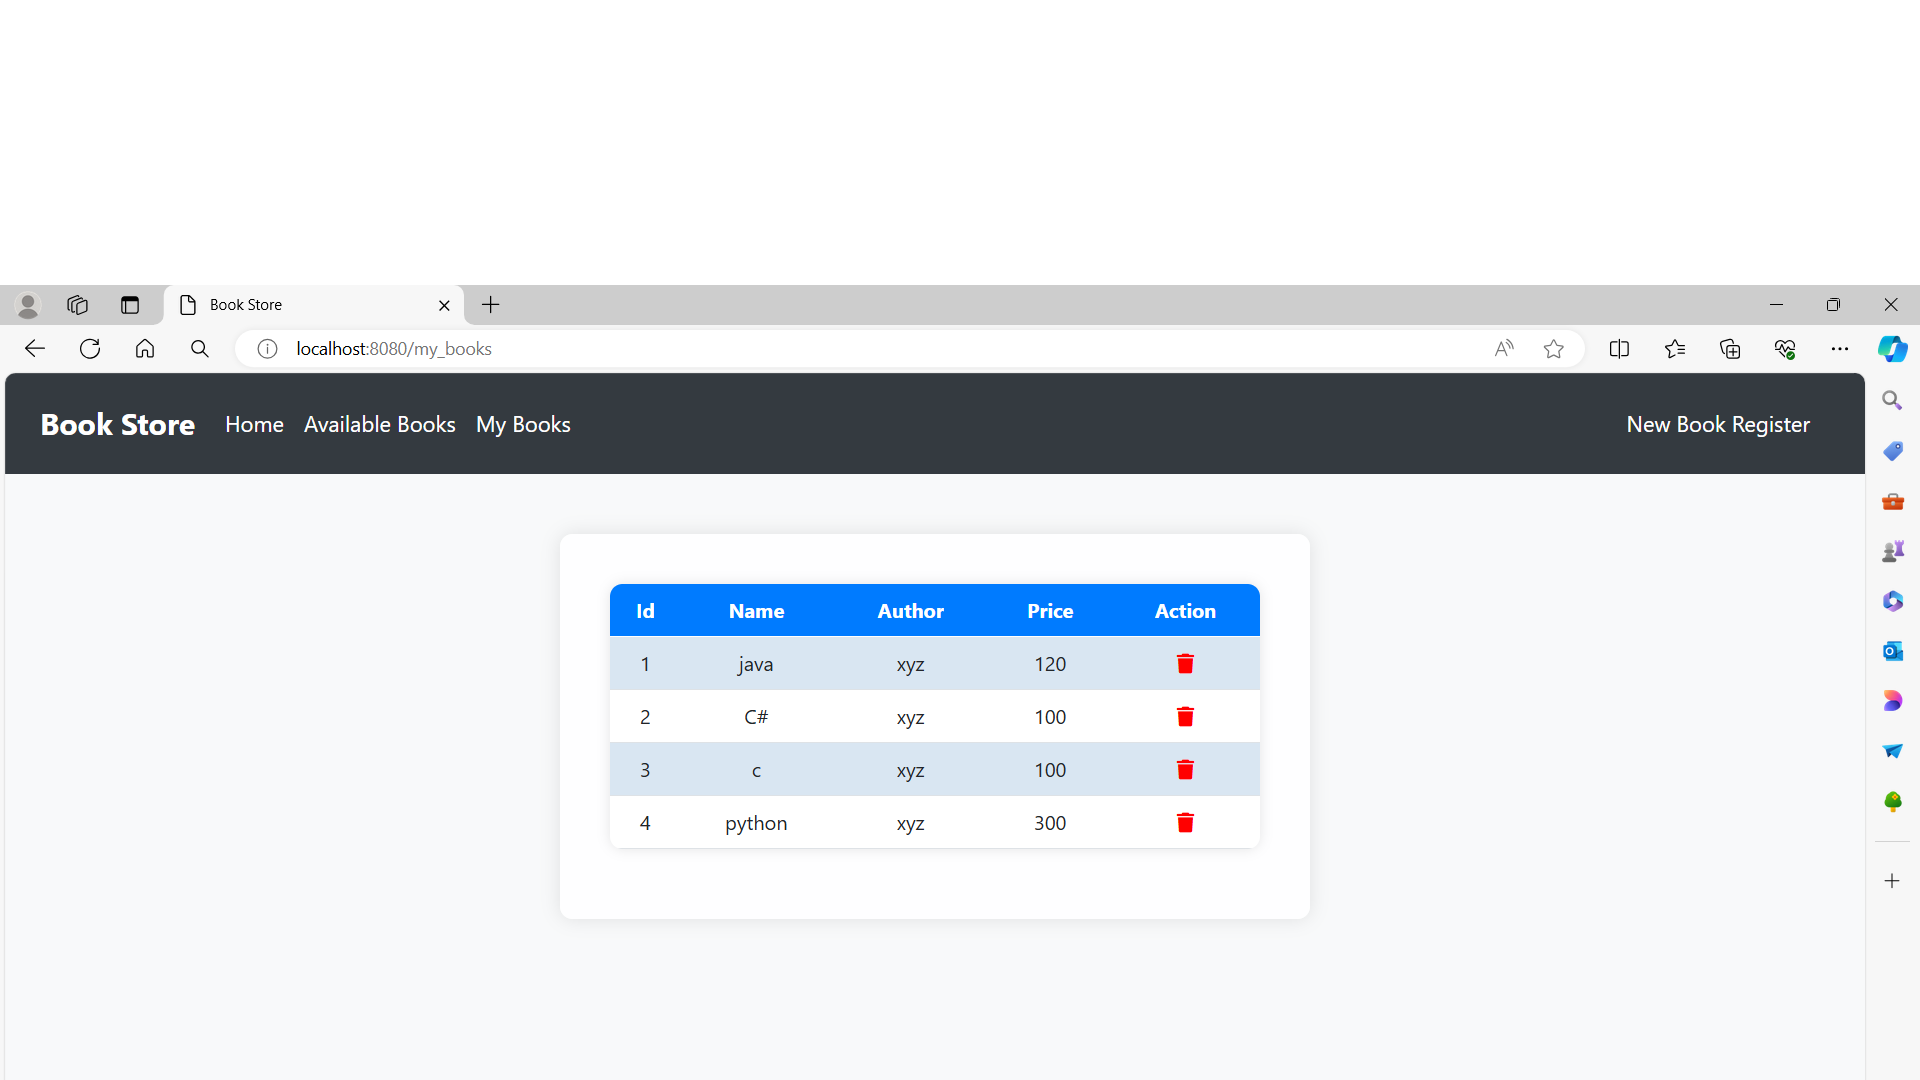 Book Store
localhost:8080/my_books
Book Store Home Available Books My Books New Book Register
Id Name Author Price Action
1 java xyz 120
2 C# xyz 100
3 c xyz 100
4 python xyz 300